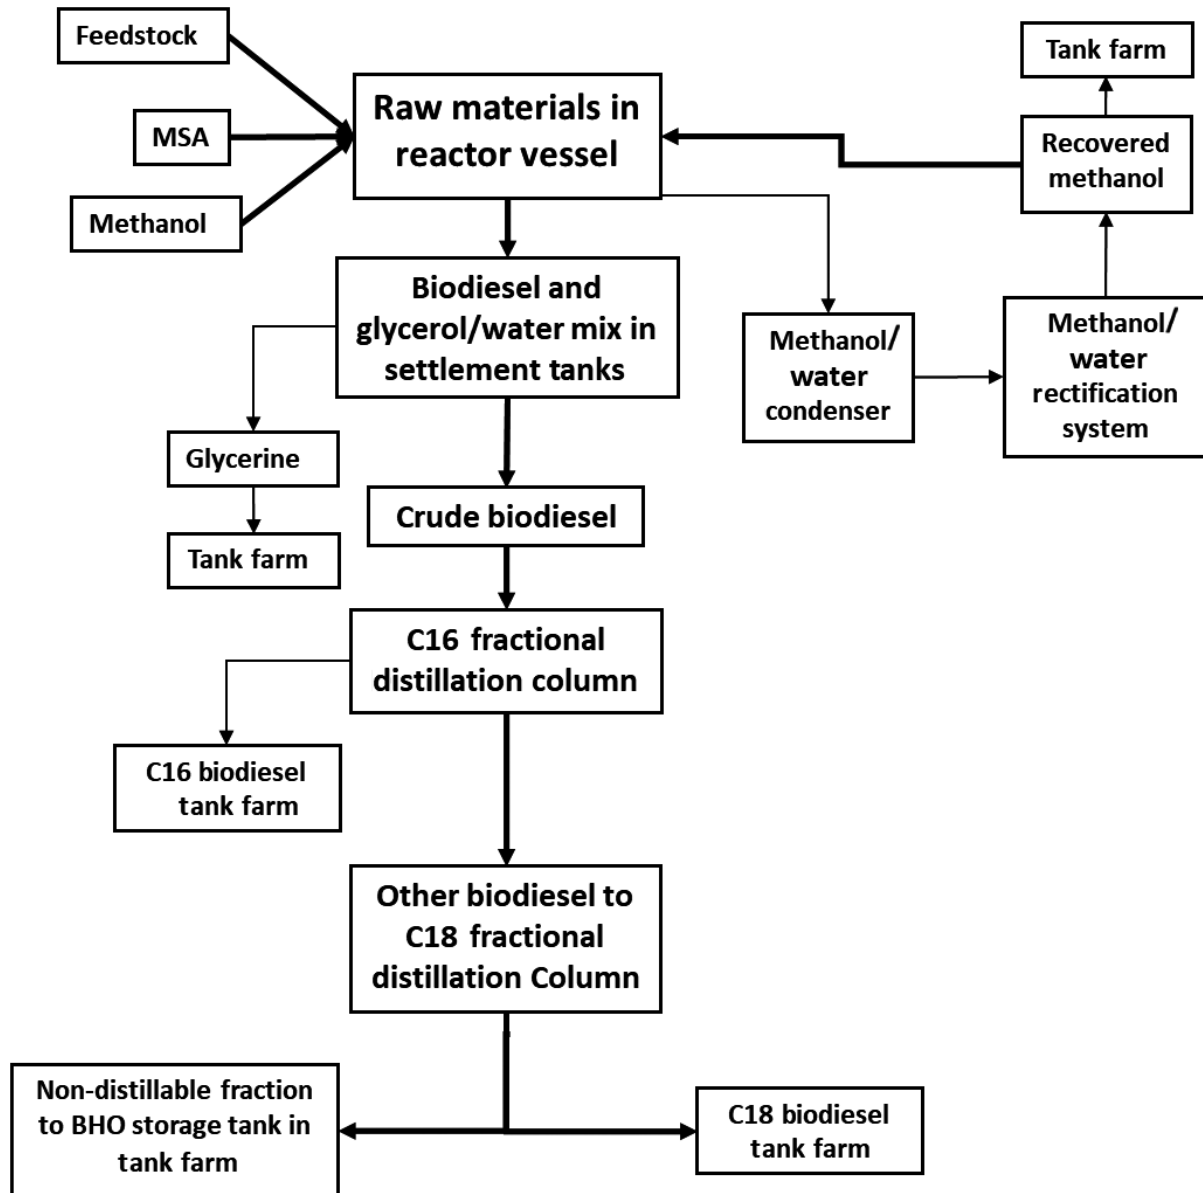 Feedstock
MSA
Methanol
Raw materials in
reactor vessel
Tank farm
Recovered
methanol
Biodiesel and
glycerol/water mix in
settlement tanks
Methanol/
water
condenser
Methanol/
water
rectification
system
Glycerine
Tank farm
Crude biodiesel
C16 fractional
distillation column
C16 biodiesel
tank farm
Other biodiesel to
C18 fractional
distillation Column
Non-distillable fraction
to BHO storage tank in
tank farm
C18 biodiesel
tank farm